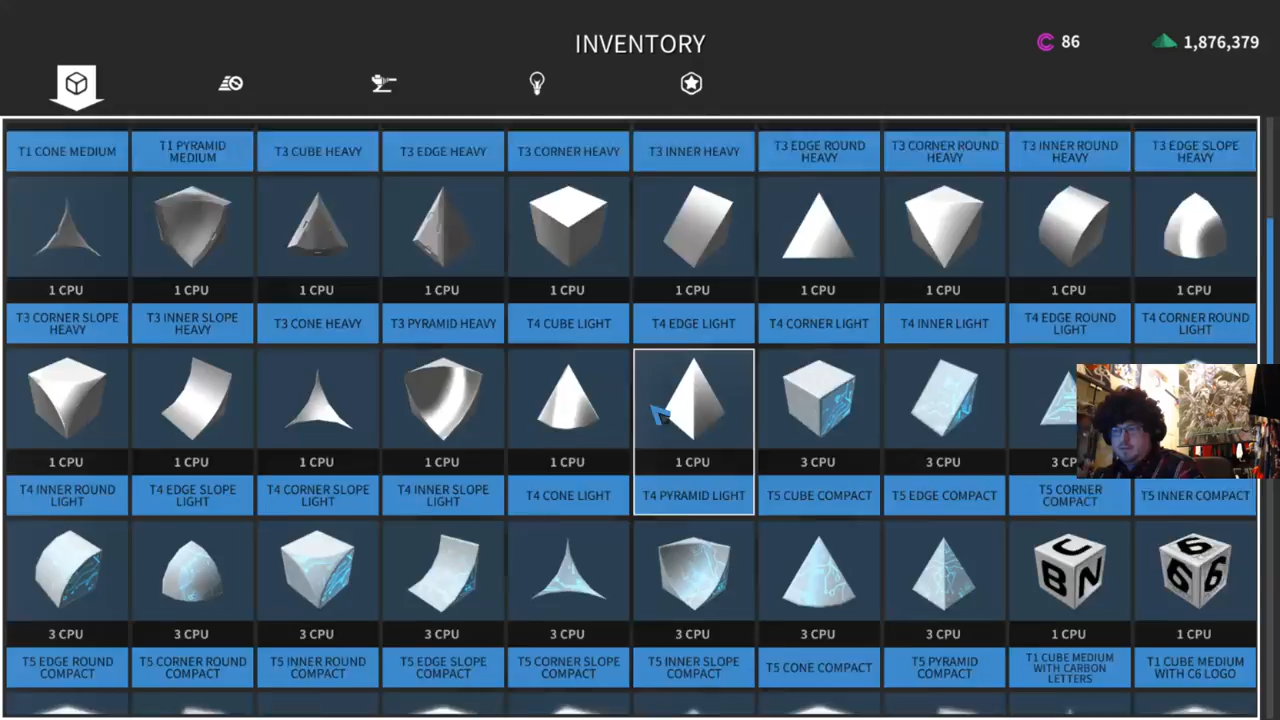 INVENTORY
86
1,876,379
T1 CONE MEDIUM
T1 PYRAMID
MEDIUM
T3 CUBE HEAVY
T3 EDGE HEAVY
T3 CORNER HEAVY
T3 INNER HEAVY
T3 EDGE ROUND
HEAVY
T3 CORNER ROUND
HEAVY
T3 INNER ROUND
HEAVY
T3 EDGE SLOPE
HEAVY
1 CPU
1 CPU
1 CPU
1 CPU
1 CPU
1 CPU
1 CPU
1 CPU
1 CPU
1 CPU
T3 CORNER SLOPE
HEAVY
T3 INNER SLOPE
HEAVY
T3 CONE HEAVY
T3 PYRAMID HEAVY
T4 CUBE LIGHT
T4 EDGE LIGHT
T4 CORNER LIGHT
T4 INNER LIGHT
T4 EDGE ROUND
LIGHT
T4 CORNER ROUND
LIGHT
1 CPU
1 CPU
1 CPU
1 CPU
1 CPU
1 CPU
3 CPU
3 CPU
3 CP
T4 INNER ROUND
LIGHT
T4 EDGE SLOPE
LIGHT
T4 CORNER SLOPE
LIGHT
T4 INNER SLOPE
LIGHT
T4 CONE LIGHT
T4 PYRAMID LIGHT
T5 CUBE COMPACT
T5 EDGE COMPACT
T5 CORNER
COMPACT
T5 INNER COMPACT
U
B N
6
6 6
3 CPU
3 CPU
3 CPU
3 CPU
3 CPU
3 CPU
3 CPU
3 CPU
1 CPU
1 CPU
T5 EDGE ROUND
COMPACT
T5 CORNER ROUND
COMPACT
T5 INNER ROUND
COMPACT
T5 EDGE SLOPE
COMPACT
T5 CORNER SLOPE
COMPACT
T5 INNER SLOPE
COMPACT
T5 CONE COMPACT
T5 PYRAMID
COMPACT
T1 CUBE MEDIUM
WITH CARBON
LETTERS
T1 CUBE MEDIUM
WITH C6 LOGO